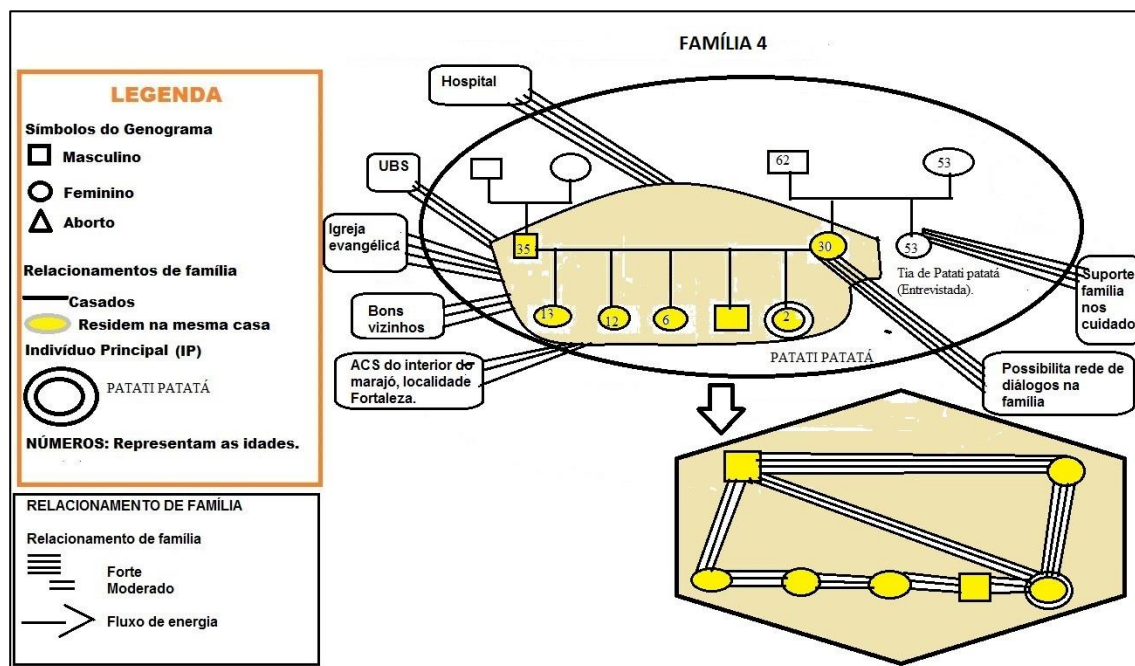 FAMÍLIA 4
LEGENDA
Símbolos do Genograma
Masculino
Feminino
Aborto
Relacionamentos de família
Casados
Residem na mesma casa
Indivíduo Principal (IP)
PATATI PATATÁ
NÚMEROS: Representam as idades.
RELACIONAMENTO DE FAMÍLIA
Relacionamento de família
Forte
Moderado
Fluxo de energia
Hospital
UBS
Igreja
evangélica
Bons
vizinhos
ACS do interior do
marajó, localidade
Fortaleza.
62
53
35
30
53
Tia de Patati patatá
(Entrevistada).
13
12
6
2
PATATI PATATÁ
Suporte
família
nos
cuidado
Possibilita rede de
diálogos na
família